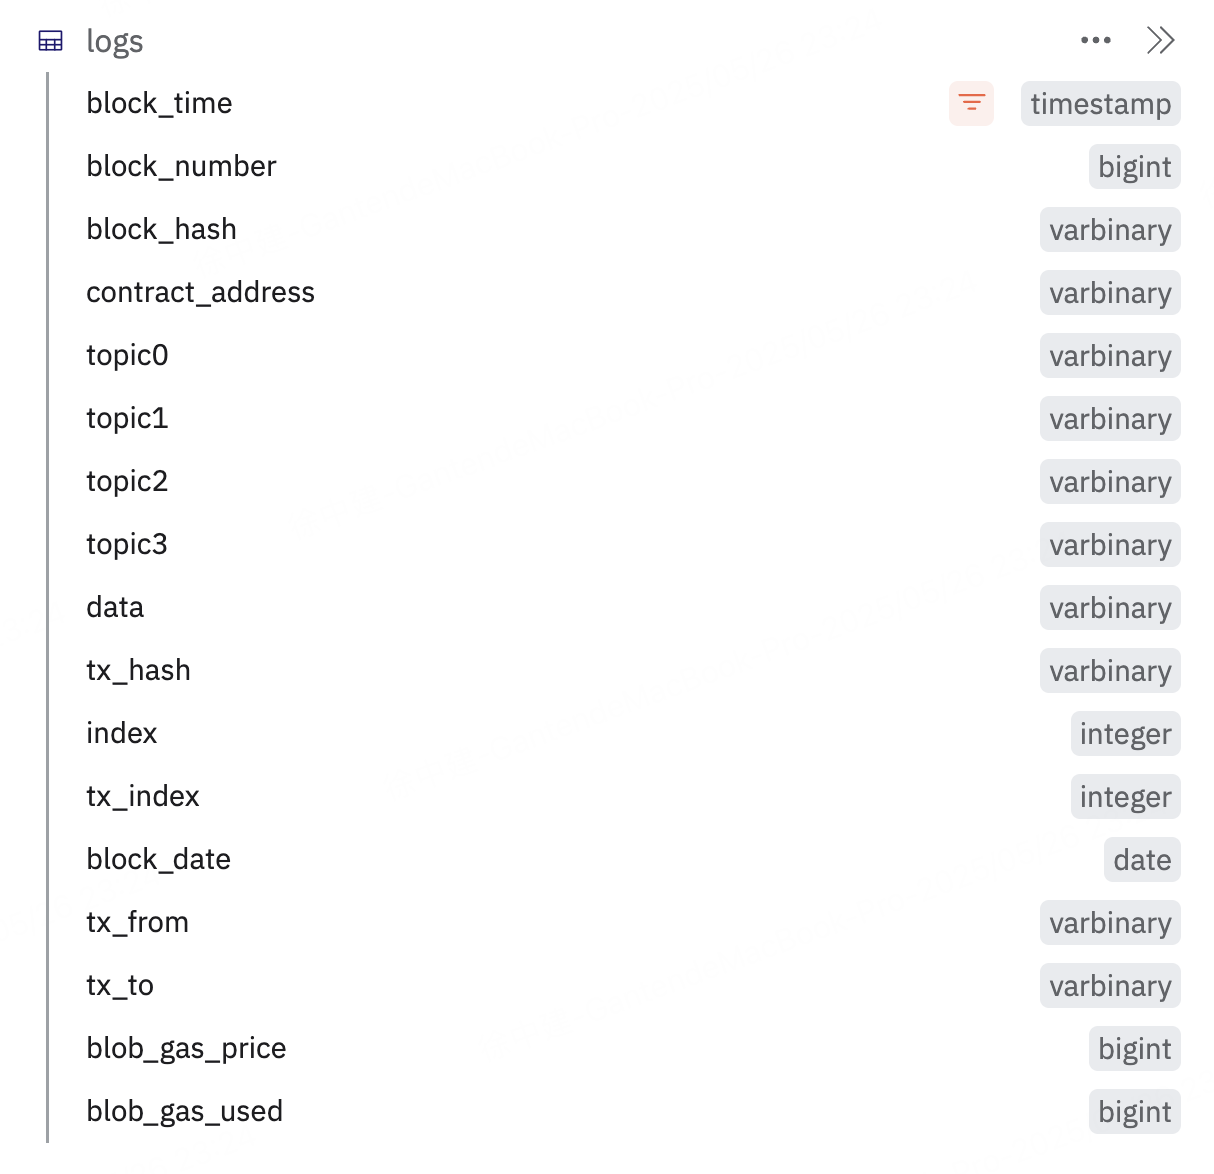 logs
block_time timestamp
block_number bigint
block_hash varbinary
contract_address varbinary
topic0 varbinary
topic1 varbinary
topic2 varbinary
topic3 varbinary
data varbinary
tx_hash varbinary
index integer
tx_index integer
block_date date
tx_from varbinary
tx_to varbinary
blob_gas_price bigint
blob_gas_used bigint